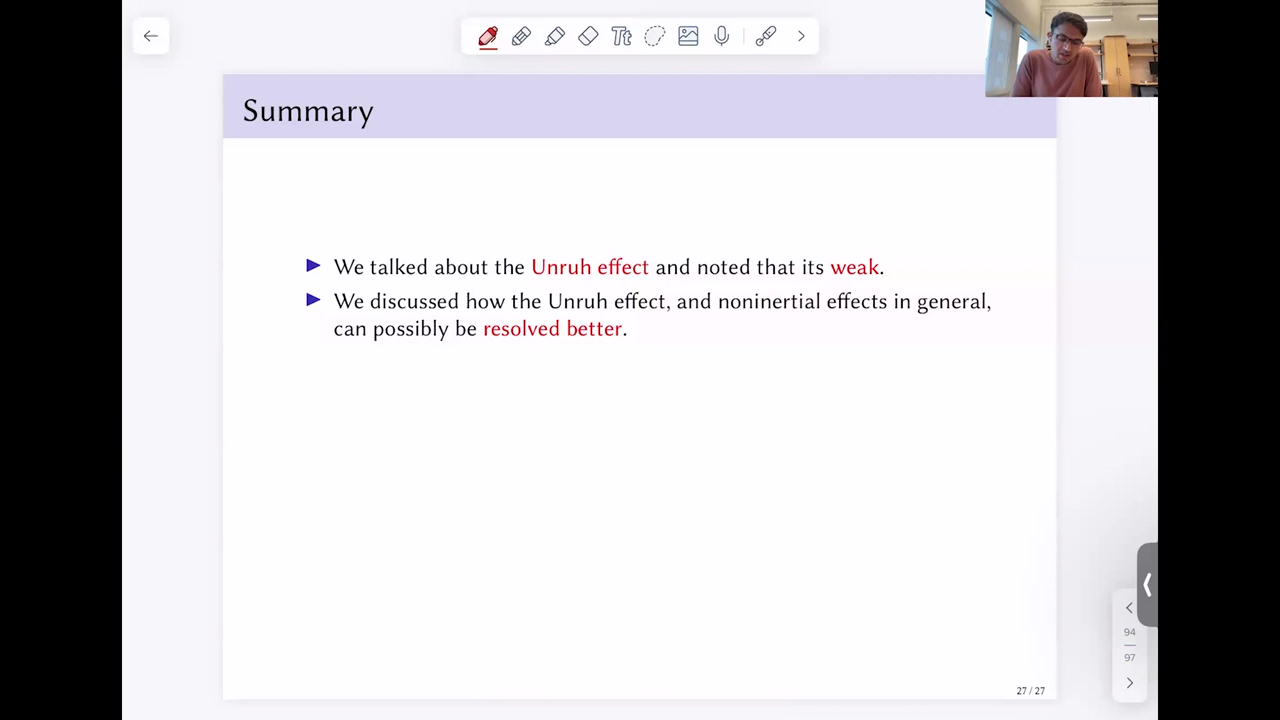 Tt
Summary
▶ We talked about the Unruh effect and noted that its weak.
▶ We discussed how the Unruh effect, and noninertial effects in general,
can possibly be resolved better.
94
97
27 / 27